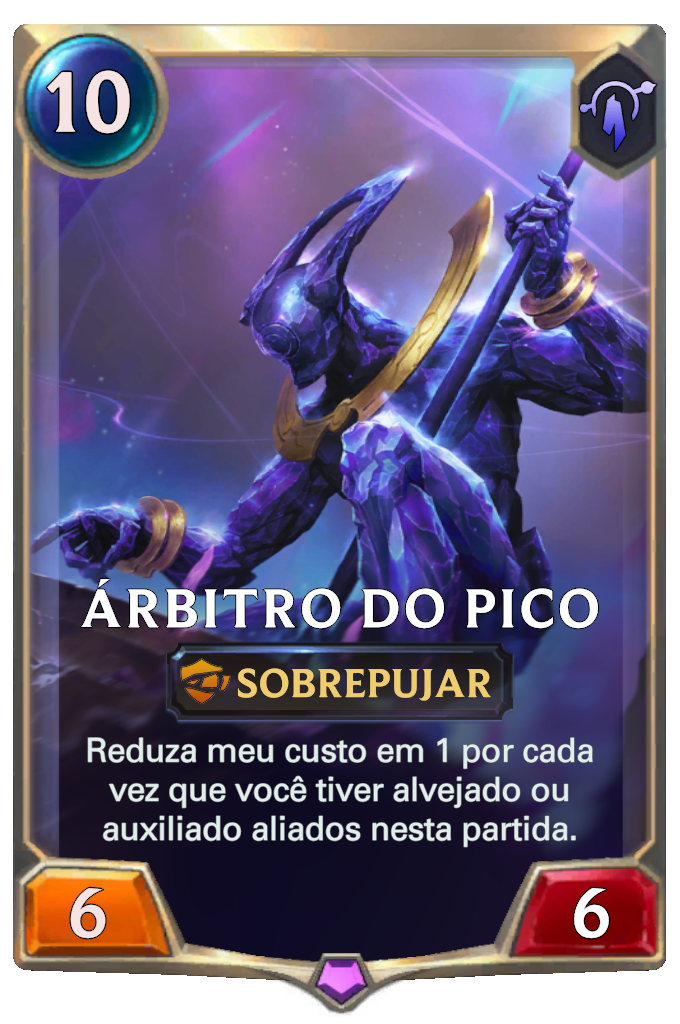 10
ÁRBITRO DO PICO
SOBREPUJAR
Reduza meu custo em 1 por cada
vez que você tiver alvejado ou
auxiliado aliados nesta partida.
6 6